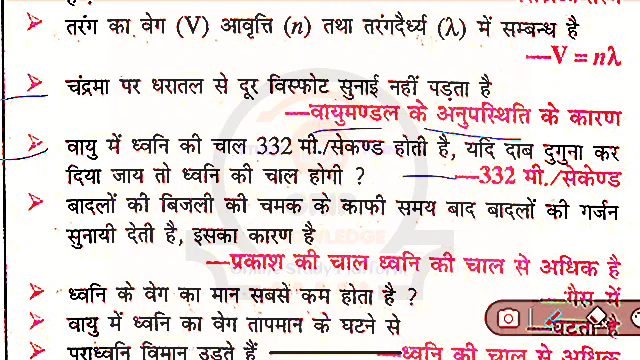 तरंग का वेग (V) आवृत्ति (n) तथा तरंगदैर्ध्य (λ) में सम्बन्ध है
—V = nλ
चंद्रमा पर धरातल से दूर विस्फोट सुनाई नहीं पड़ता है
—वायुमण्डल के अनुपस्थिति के कारण
वायु में ध्वनि की चाल 332 मी./सेकण्ड होती है, यदि दाब दुगुना कर
दिया जाय तो ध्वनि की चाल होगी ? —332 मी./सेकेण्ड
बादलों की बिजली की चमक के काफी समय बाद बादलों की गर्जन
सुनायी देती है, इसका कारण है
—प्रकाश की चाल ध्वनि की चाल से अधिक है
ध्वनि के वेग का मान सबसे कम होता है ? —गैस में
वायु में ध्वनि का वेग तापमान के घटने से —घटता है
पराध्वनि विमान उड़ते हैं —ध्वनि की चाल से